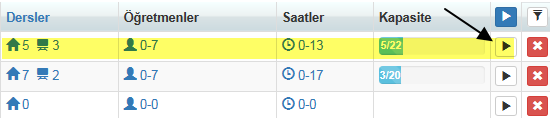 Dersler Öğretmenler Saatler Kapasite
5 3 0-7 0-13 5/22
7 2 0-7 0-17 3/20
0 0-0 0-0